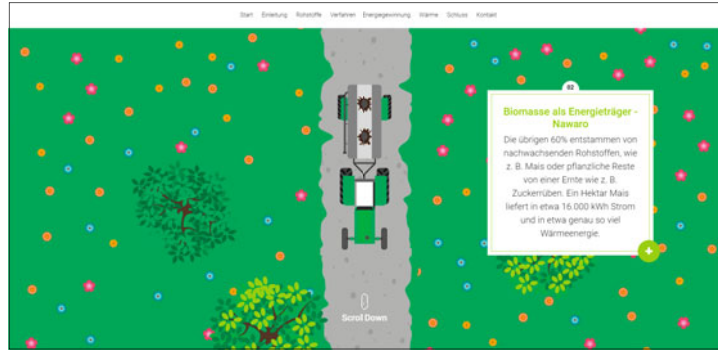 Start Einleitung Rohstoffe Verfahren Energiegewinnung Wärme Schluss Kontakt
02
Biomasse als Energieträger -
Nawaro
Die übrigen 60% entstammen von
nachwachsenden Rohstoffen, wie
z. B. Mais oder pflanzliche Reste
von einer Ernte wie z. B.
Zuckerrüben. Ein Hektar Mais
liefert in etwa 16.000 kWh Strom
und in etwa genau so viel
Wärmeenergie.
+
Scroll Down